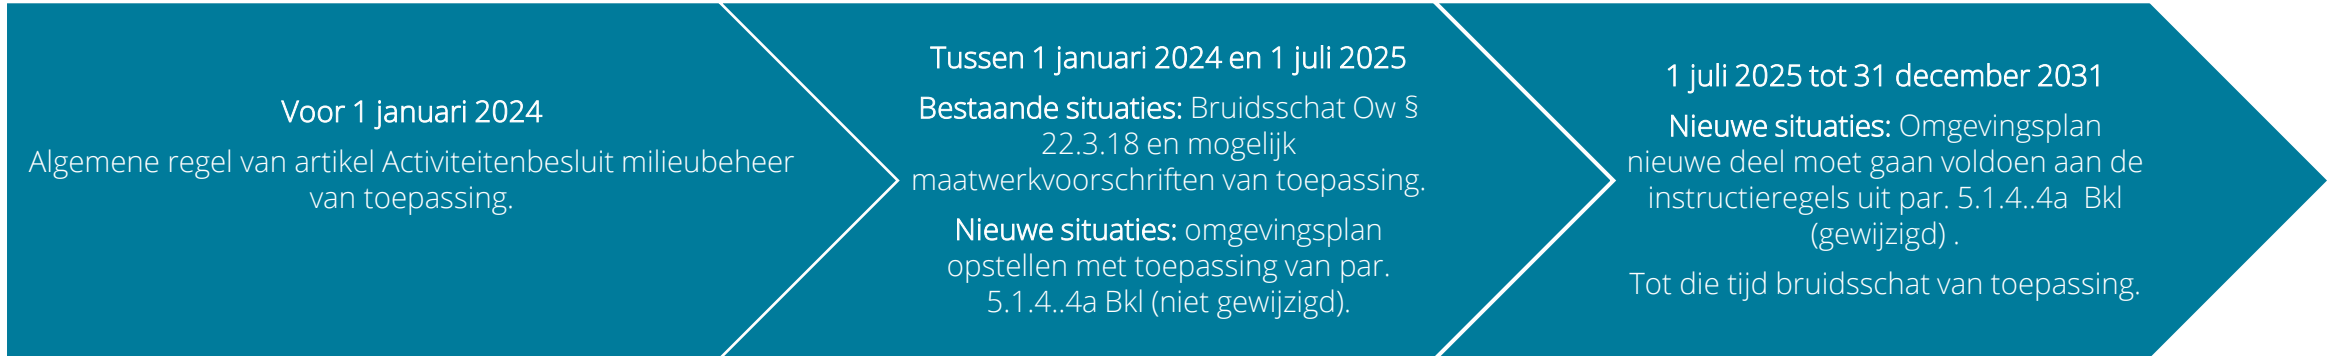 Voor 1 januari 2024
Algemene regel van artikel Activiteitenbesluit milieubeheer
van toepassing.
Tussen 1 januari 2024 en 1 juli 2025
Bestaande situaties: Bruidsschat Ow §
22.3.18 en mogelijk
maatwerkvoorschriften van toepassing.
Nieuwe situaties: omgevingsplan
opstellen met toepassing van par.
5.1.4..4a Bkl (niet gewijzigd).
1 juli 2025 tot 31 december 2031
Nieuwe situaties: Omgevingsplan
nieuwe deel moet gaan voldoen aan de
instructieregels uit par. 5.1.4..4a  Bkl
(gewijzigd) .
Tot die tijd bruidsschat van toepassing.